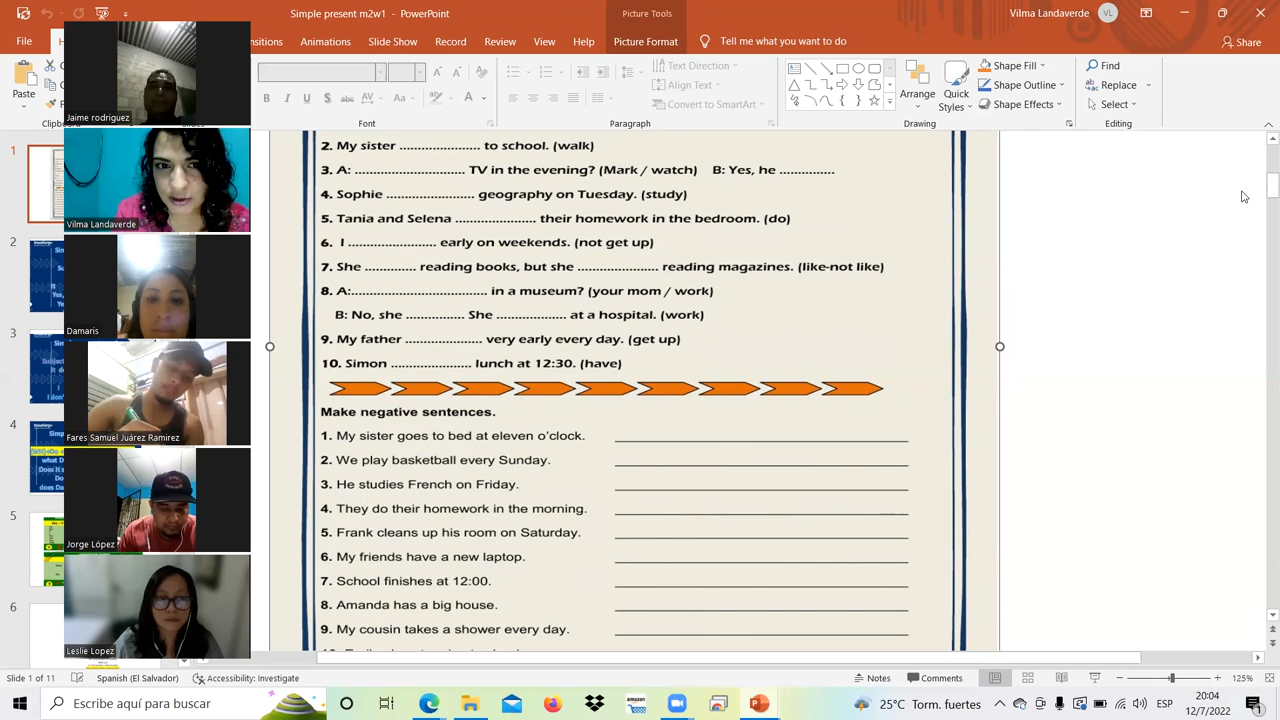 Picture Tools
Vilma Landaverde
VL
Animations
Slide Show
Review
View
Help
Picture Format
Tell me what you want to do
Share
Paste
Text Direction
Align Text
Convert to SmartArt
Arrange
Quick
Styles
Shape Fill
Shape Outline
Shape Effects
Find
Replace
Select
Font
Paragraph
Drawing
Editing
Jaime rodriguez
Vilma Landaverde
Damaris
Fares Samuel Juárez Ramirez
Jorge López
Leslie Lopez
2. My sister ...................... to school. (walk)
3. A: .............................. TV in the evening? (Mark / watch) B: Yes, he ...............
4. Sophie ........................ geography on Tuesday. (study)
5. Tania and Selena ...................... their homework in the bedroom. (do)
6. I ........................ early on weekends. (not get up)
7. She .............. reading books, but she ...................... reading magazines. (like-not like)
8. A:..................................... in a museum? (your mom / work)
B: No, she ................ She ................... at a hospital. (work)
9. My father ..................... very early every day. (get up)
10. Simon ...................... lunch at 12:30. (have)
Make negative sentences.
1. My sister goes to bed at eleven o'clock.
2. We play basketball every Sunday.
3. He studies French on Friday.
4. They do their homework in the morning.
5. Frank cleans up his room on Saturday.
6. My friends have a new laptop.
7. School finishes at 12:00.
8. Amanda has a big house.
9. My cousin takes a shower every day.
Slide 1 of 11
Spanish (El Salvador)
Accessibility: Investigate
Notes
Comments
125%
Escribe aquí para buscar
25°C Torm. fuertes
ESP
20:04
12/7/2022